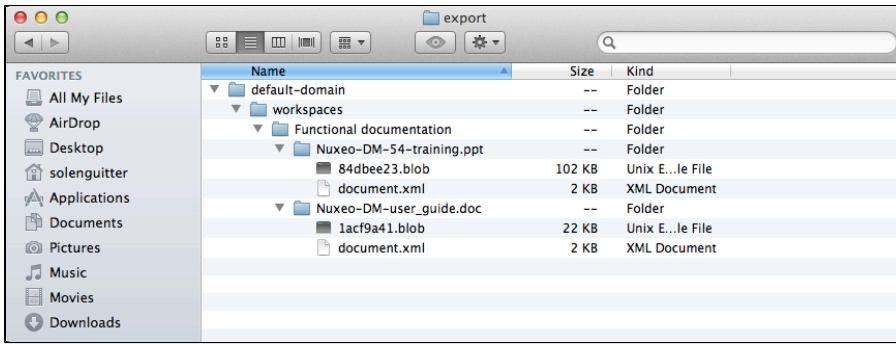 export
FAVORITES
All My Files
AirDrop
Desktop
solenguitter
Applications
Documents
Pictures
Music
Movies
Downloads
Name Size Kind
default-domain -- Folder
workspaces -- Folder
Functional documentation -- Folder
Nuxeo-DM-54-training.ppt -- Folder
84dbee23.blob 102 KB Unix E...le File
document.xml 2 KB XML Document
Nuxeo-DM-user_guide.doc -- Folder
1acf9a41.blob 22 KB Unix E...le File
document.xml 2 KB XML Document